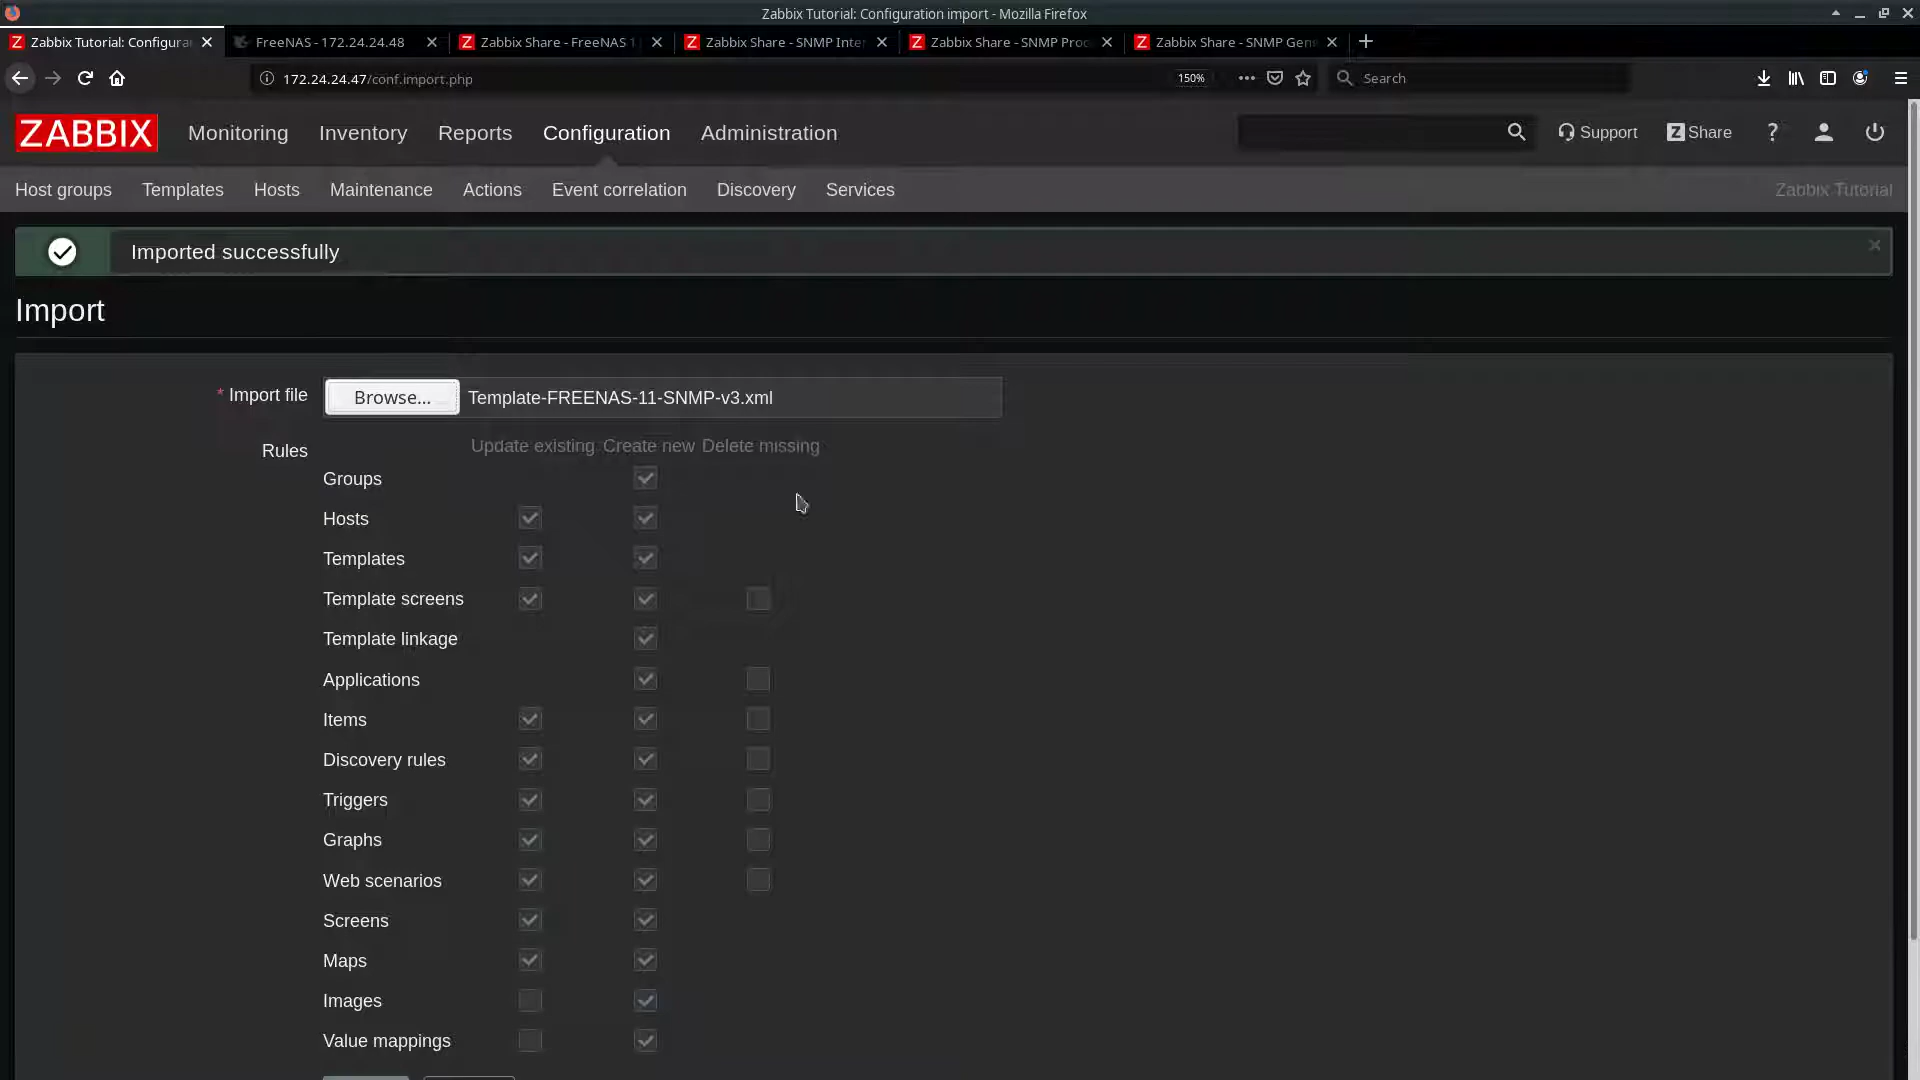 Zabbix Tutorial: Configuration import - Mozilla Firefox
Zabbix Tutorial: Configurat
FreeNAS - 172.24.24.48
Zabbix Share - FreeNAS 1
Zabbix Share - SNMP Inter
Zabbix Share - SNMP Proc
Zabbix Share - SNMP Gen
172.24.24.47/conf.import.php
150%
Search
ZABBIX
Monitoring
Inventory
Reports
Configuration
Administration
Support
Z Share
?
Host groups
Templates
Hosts
Maintenance
Actions
Event correlation
Discovery
Services
Zabbix Tutorial
Imported successfully
Import
* Import file
Browse...
Template-FREENAS-11-SNMP-v3.xml
Rules
Update existing Create new Delete missing
Groups
Hosts
Templates
Template screens
Template linkage
Applications
Items
Discovery rules
Triggers
Graphs
Web scenarios
Screens
Maps
Images
Value mappings